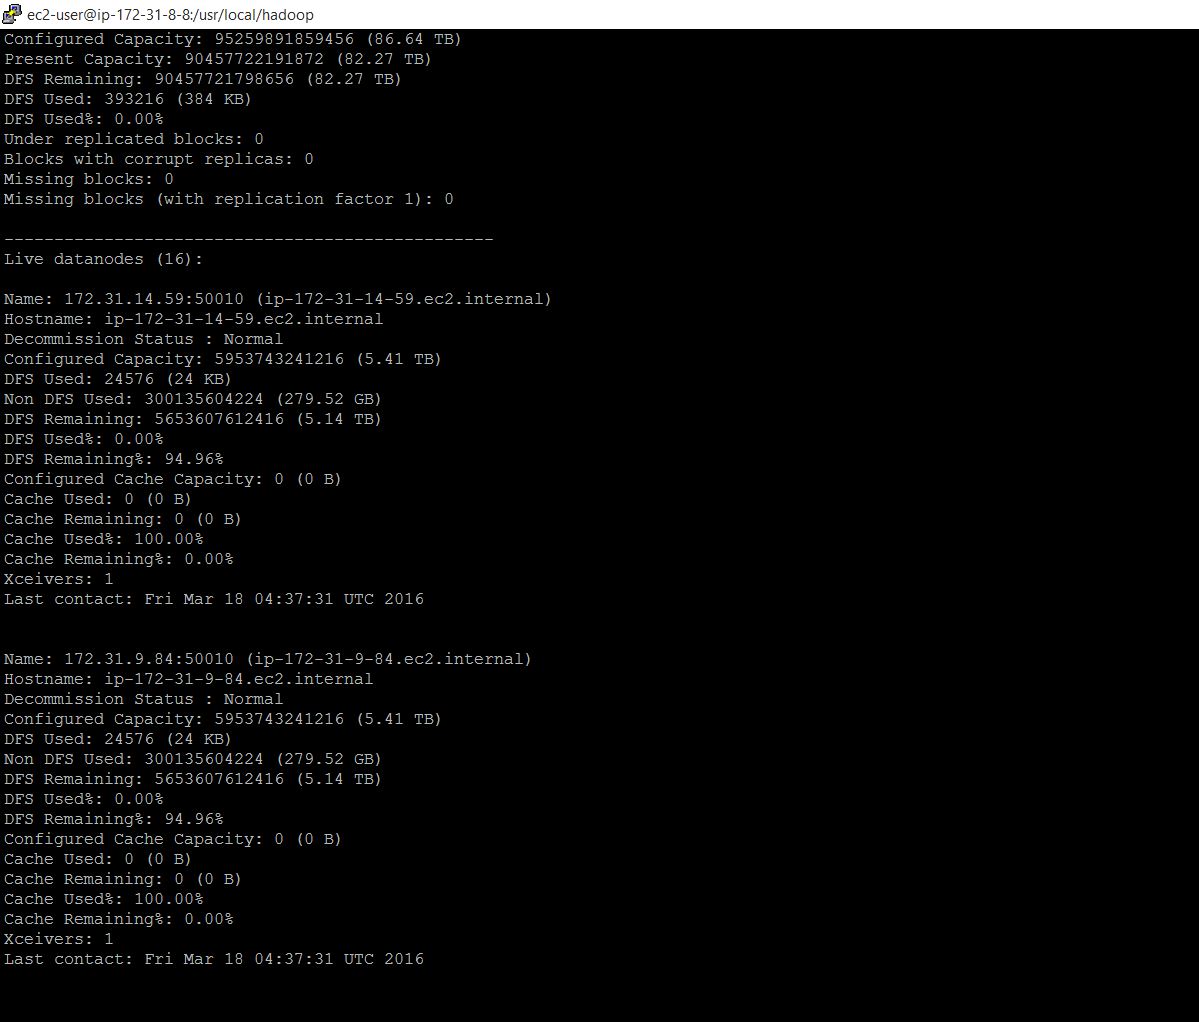 ec2-user@ip-172-31-8-8:/usr/local/hadoop
Configured Capacity: 95259891859456 (86.64 TB)
Present Capacity: 90457722191872 (82.27 TB)
DFS Remaining: 90457721798656 (82.27 TB)
DFS Used: 393216 (384 KB)
DFS Used%: 0.00%
Under replicated blocks: 0
Blocks with corrupt replicas: 0
Missing blocks: 0
Missing blocks (with replication factor 1): 0
-------------------------------------------------
Live datanodes (16):
Name: 172.31.14.59:50010 (ip-172-31-14-59.ec2.internal)
Hostname: ip-172-31-14-59.ec2.internal
Decommission Status : Normal
Configured Capacity: 5953743241216 (5.41 TB)
DFS Used: 24576 (24 KB)
Non DFS Used: 300135604224 (279.52 GB)
DFS Remaining: 5653607612416 (5.14 TB)
DFS Used%: 0.00%
DFS Remaining%: 94.96%
Configured Cache Capacity: 0 (0 B)
Cache Used: 0 (0 B)
Cache Remaining: 0 (0 B)
Cache Used%: 100.00%
Cache Remaining%: 0.00%
Xceivers: 1
Last contact: Fri Mar 18 04:37:31 UTC 2016
Name: 172.31.9.84:50010 (ip-172-31-9-84.ec2.internal)
Hostname: ip-172-31-9-84.ec2.internal
Decommission Status : Normal
Configured Capacity: 5953743241216 (5.41 TB)
DFS Used: 24576 (24 KB)
Non DFS Used: 300135604224 (279.52 GB)
DFS Remaining: 5653607612416 (5.14 TB)
DFS Used%: 0.00%
DFS Remaining%: 94.96%
Configured Cache Capacity: 0 (0 B)
Cache Used: 0 (0 B)
Cache Remaining: 0 (0 B)
Cache Used%: 100.00%
Cache Remaining%: 0.00%
Xceivers: 1
Last contact: Fri Mar 18 04:37:31 UTC 2016